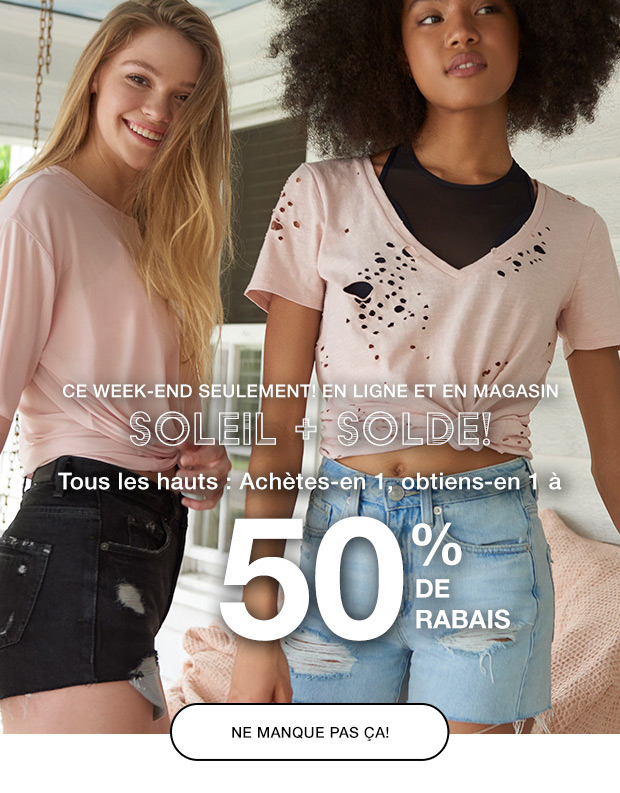 CE WEEK-END SEULEMENT! EN LIGNE ET EN MAGASIN
SOLEIL + SOLDE!
Tous les hauts : Achètes-en 1, obtiens-en 1 à
50%
DE
RABAIS
NE MANQUE PAS ÇA!